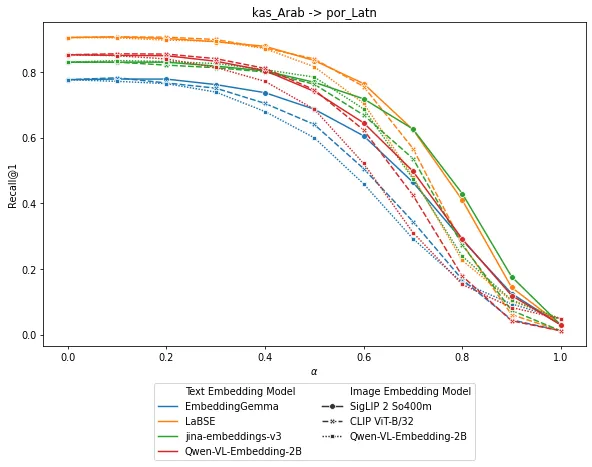 kas_Arab -> por_Latn
Recall@1
0.8
0.6
0.4
0.2
0.0
0.0 0.2 0.4 0.6 0.8 1.0
α
Text Embedding Model
EmbeddingGemma
LaBSE
jina-embeddings-v3
Qwen-VL-Embedding-2B
Image Embedding Model
SigLIP 2 So400m
CLIP ViT-B/32
Qwen-VL-Embedding-2B